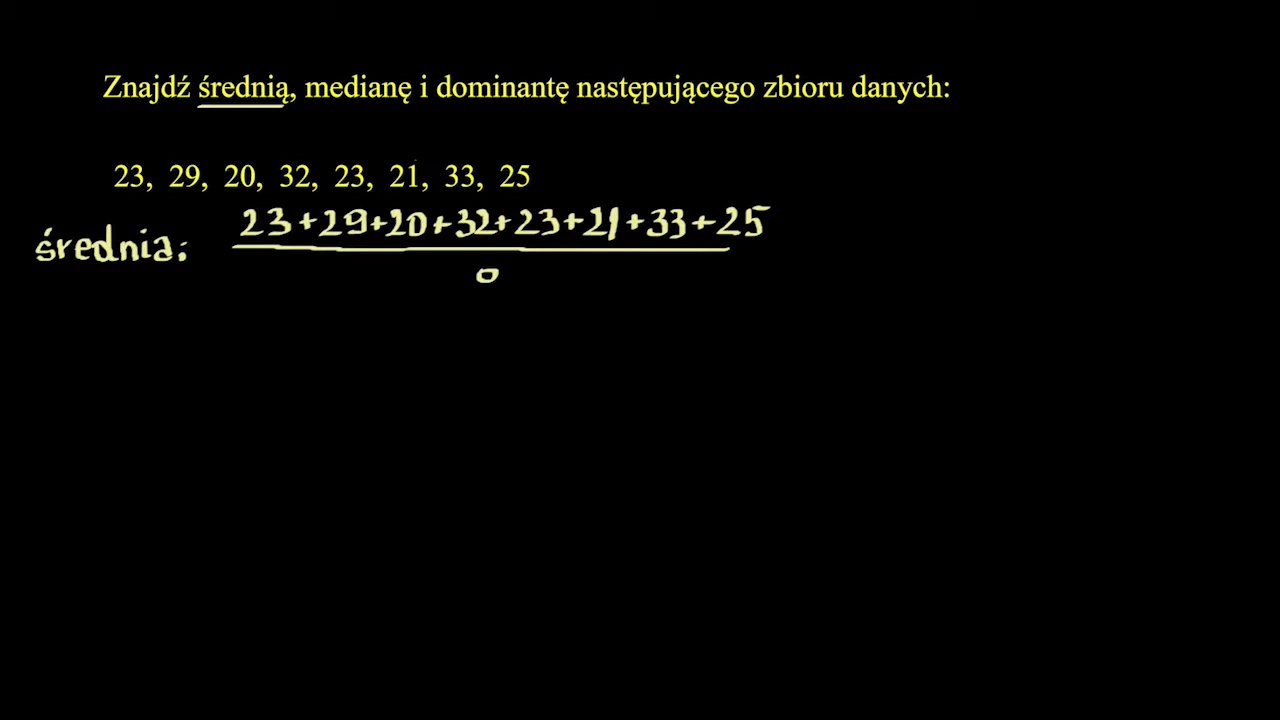 Znajdź średnią, medianę i dominantę następującego zbioru danych:
23, 29, 20, 32, 23, 21, 33, 25
23+29+20+32+23+21+33+25
średnia:
o